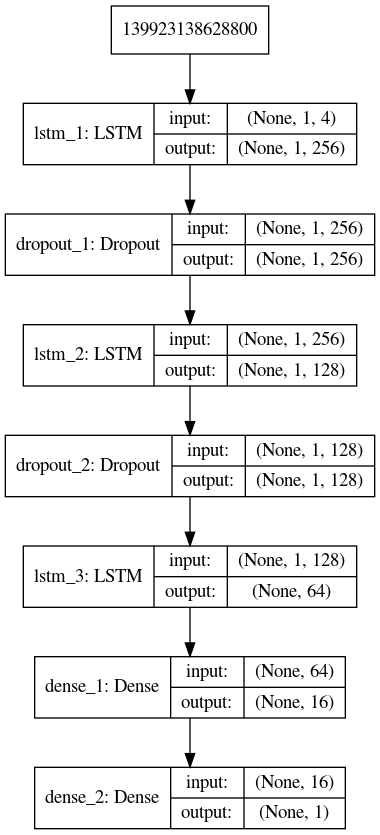 139923138628800
lstm_1: LSTM
input:
(None, 1, 4)
output:
(None, 1, 256)
dropout_1: Dropout
input:
(None, 1, 256)
output:
(None, 1, 256)
lstm_2: LSTM
input:
(None, 1, 256)
output:
(None, 1, 128)
dropout_2: Dropout
input:
(None, 1, 128)
output:
(None, 1, 128)
lstm_3: LSTM
input:
(None, 1, 128)
output:
(None, 64)
dense_1: Dense
input:
(None, 64)
output:
(None, 16)
dense_2: Dense
input:
(None, 16)
output:
(None, 1)